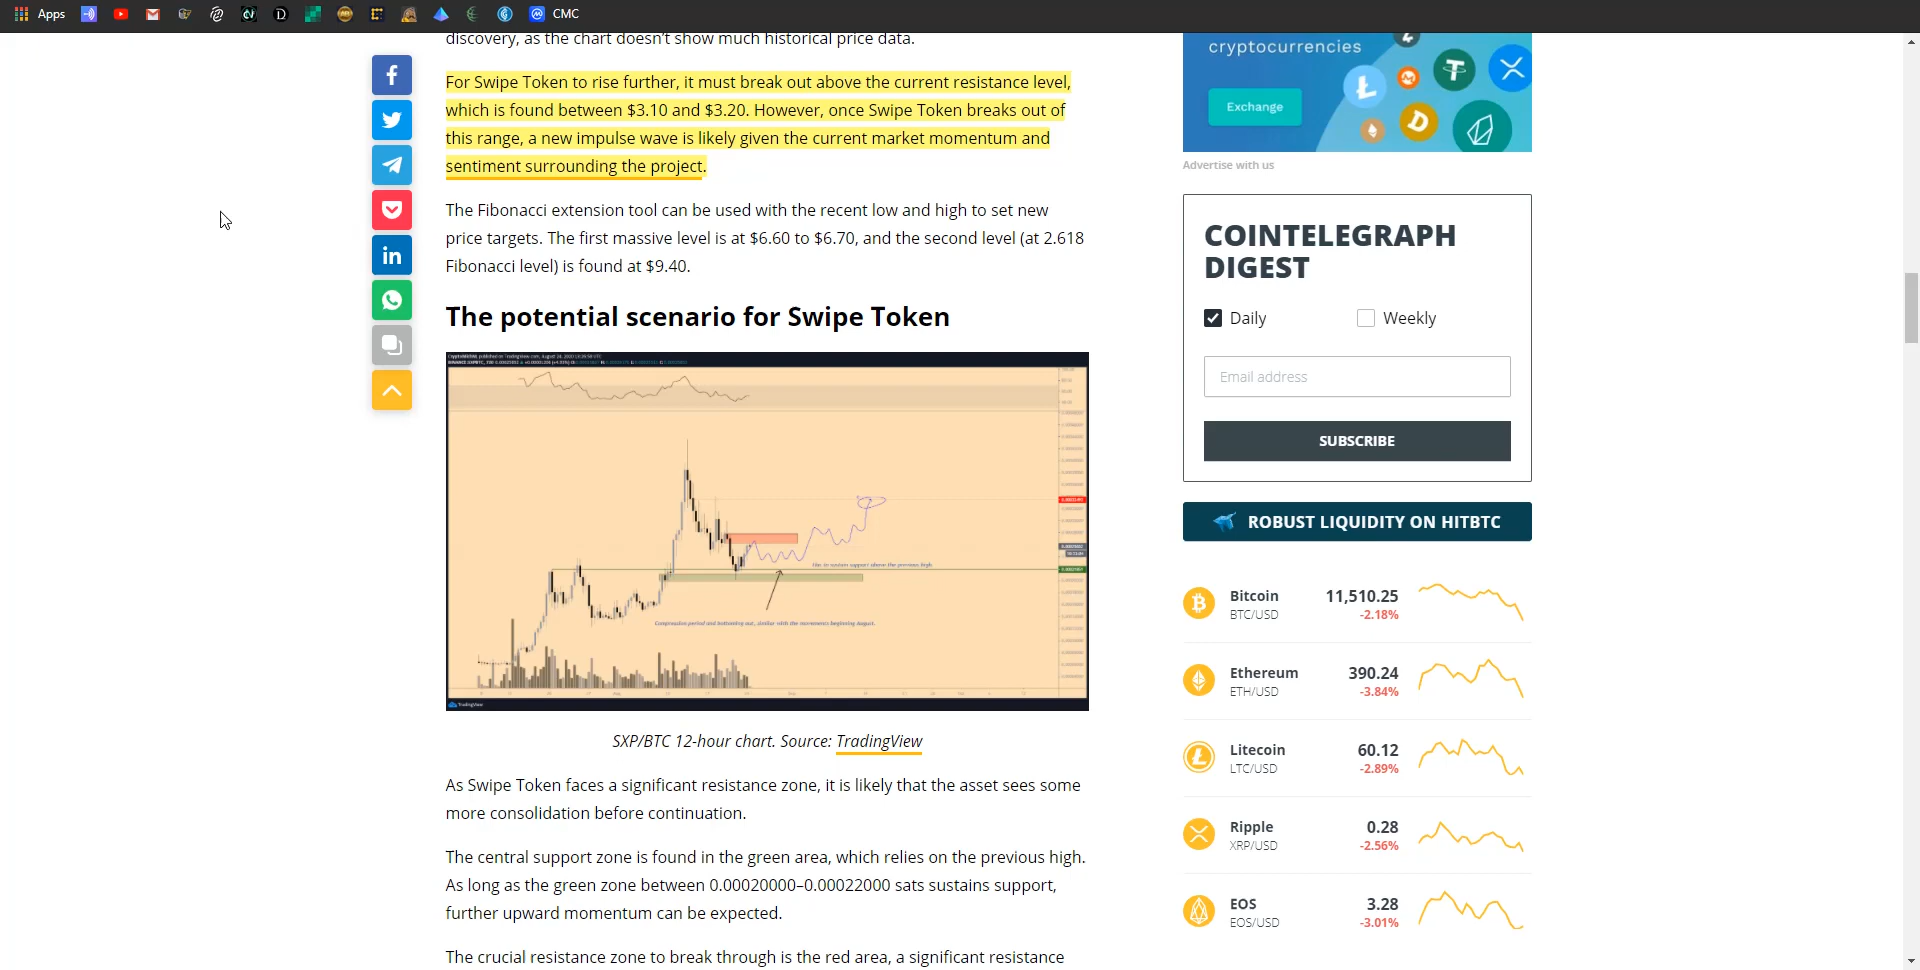 Apps
CMC
discovery, as the chart doesn't show much historical price data.
For Swipe Token to rise further, it must break out above the current resistance level,
which is found between $3.10 and $3.20. However, once Swipe Token breaks out of
this range, a new impulse wave is likely given the current market momentum and
sentiment surrounding the project.
The Fibonacci extension tool can be used with the recent low and high to set new
price targets. The first massive level is at $6.60 to $6.70, and the second level (at 2.618
Fibonacci level) is found at $9.40.
The potential scenario for Swipe Token
TradingView
SXP/BTC 12-hour chart. Source: TradingView
As Swipe Token faces a significant resistance zone, it is likely that the asset sees some
more consolidation before continuation.
The central support zone is found in the green area, which relies on the previous high.
As long as the green zone between 0.00020000–0.00022000 sats sustains support,
further upward momentum can be expected.
The crucial resistance zone to break through is the red area, a significant resistance
cryptocurrencies
Exchange
Advertise with us
COINTELEGRAPH
DIGEST
Daily
Weekly
Email address
SUBSCRIBE
ROBUST LIQUIDITY ON HITBTC
Bitcoin 11,510.25
BTC/USD -2.18%
Ethereum 390.24
ETH/USD -3.84%
Litecoin 60.12
LTC/USD -2.89%
Ripple 0.28
XRP/USD -2.56%
EOS 3.28
EOS/USD -3.01%